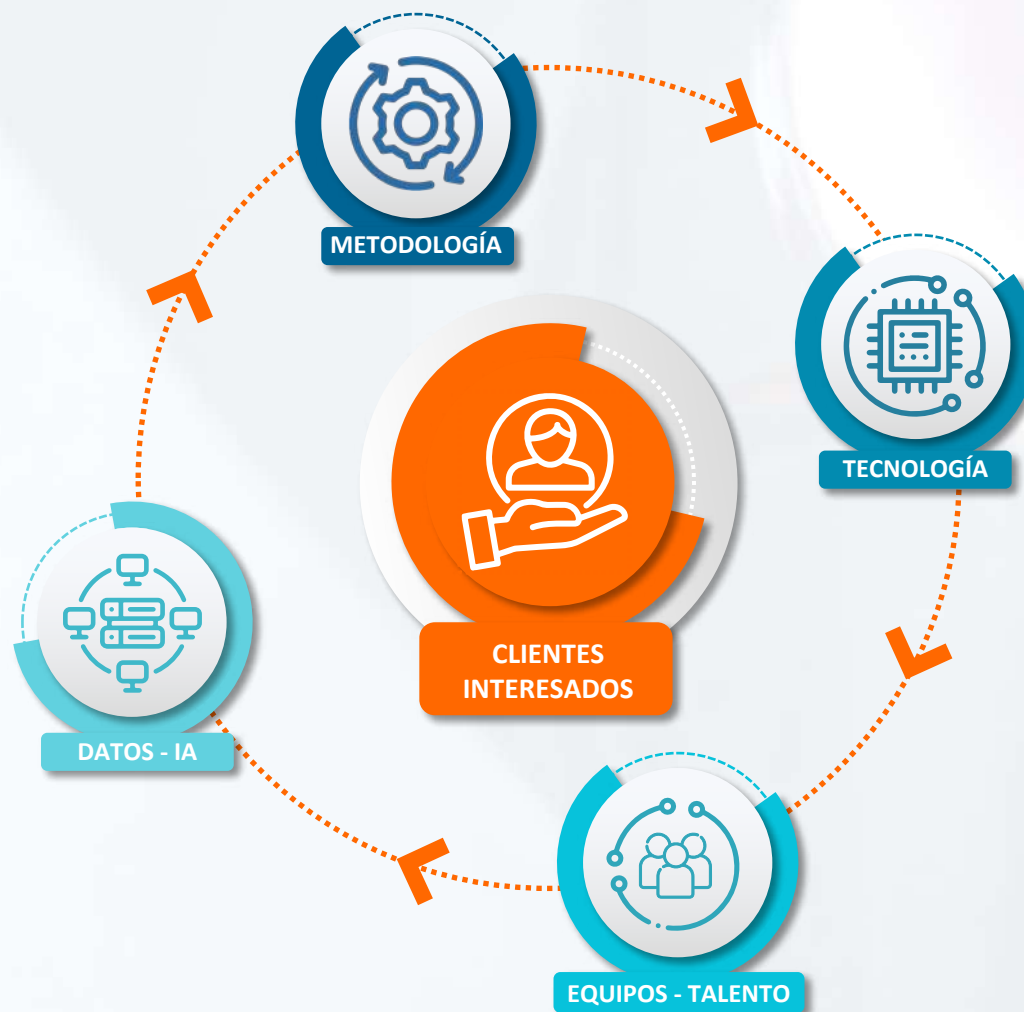 METODOLOGÍA
TECNOLOGÍA
CLIENTES
INTERESADOS
DATOS - IA
EQUIPOS - TALENTO